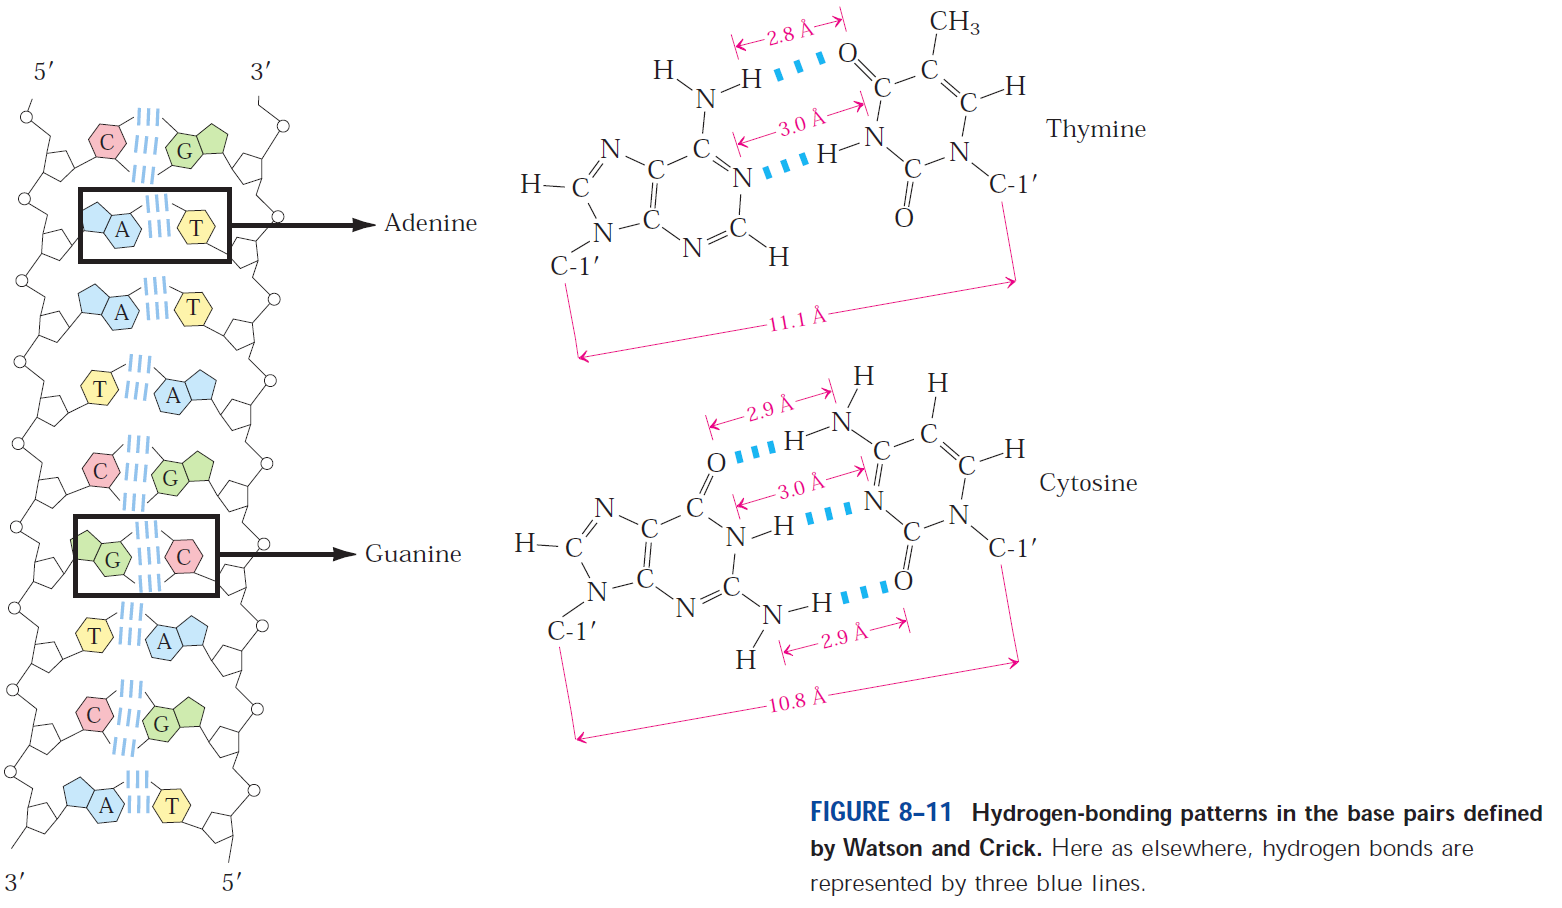 5′ 3′
C G
A T
A T
T A
C G
G C
T A
C G
A T
3′ 5′
Adenine
Guanine
CH3
2.8 Å
O
H H
C C H
N
C
3.0 Å
Thymine
N C
H N N
N C C
H C
N C-1′
C O
N N C
C-1′ H
11.1 Å
H H
2.9 Å
N
H C C H
O C
3.0 Å
Cytosine
N C N
C N H C N
H C C-1′
N C C O
N H
C-1′ N
2.9 Å
H
10.8 Å
FIGURE 8–11 Hydrogen-bonding patterns in the base pairs defined
by Watson and Crick. Here as elsewhere, hydrogen bonds are
represented by three blue lines.